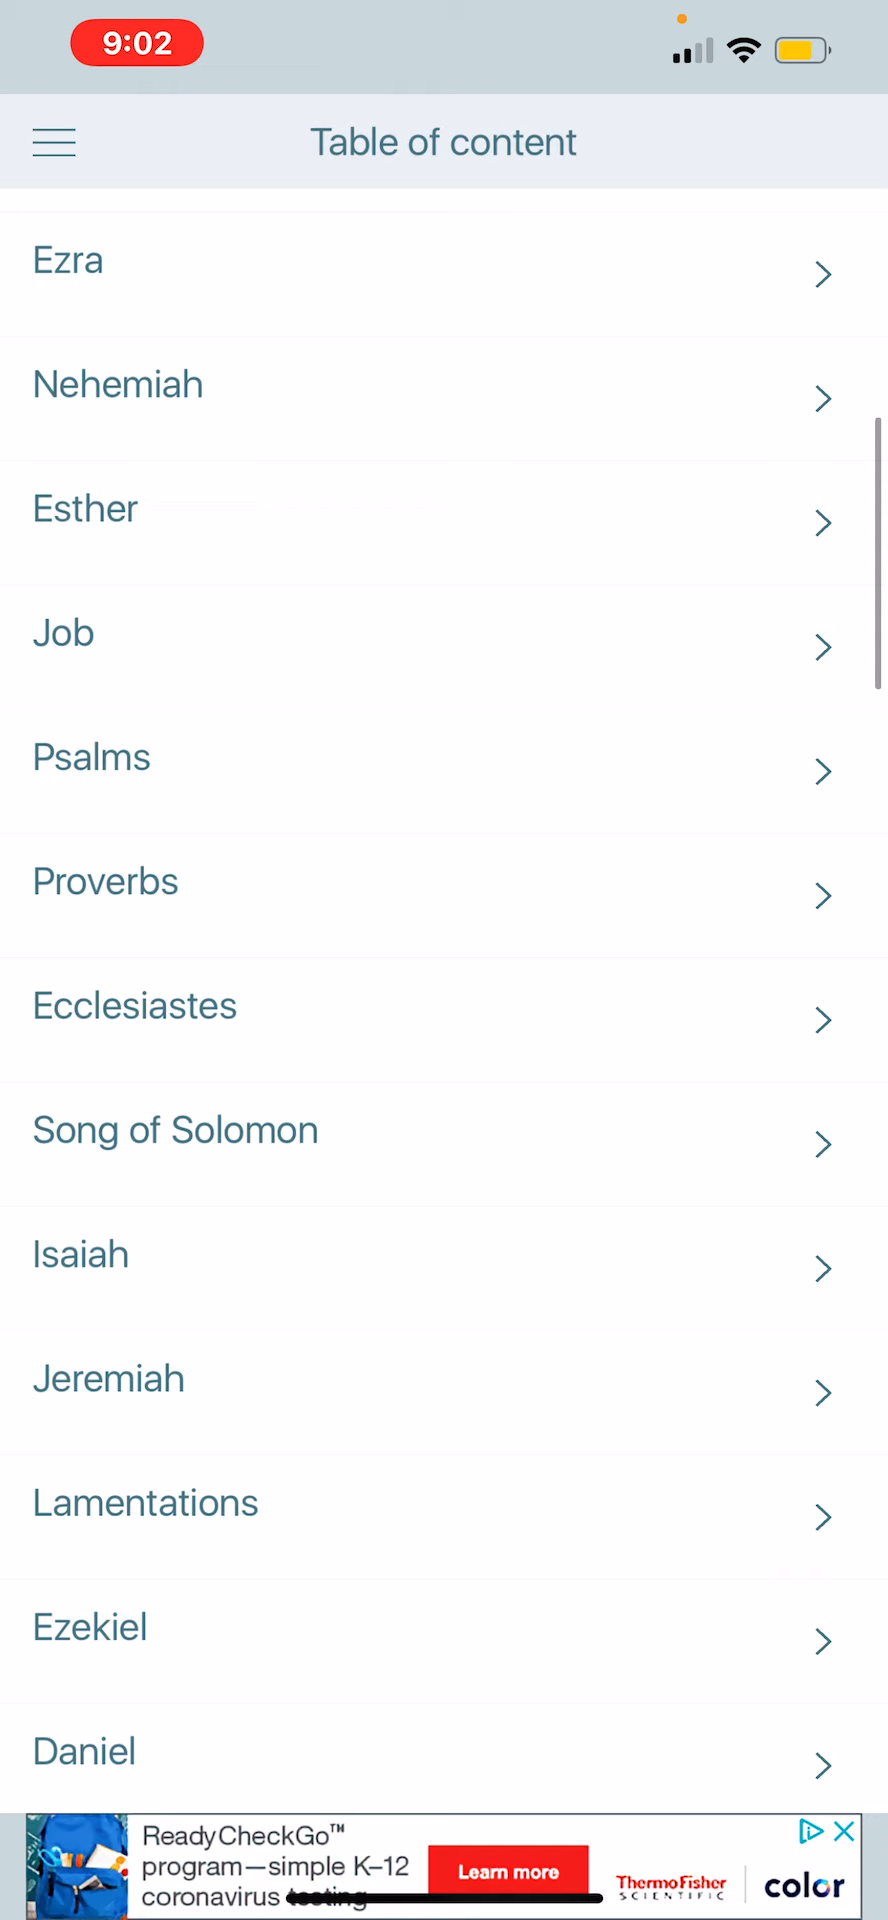 9:02
Table of content
Ezra
Nehemiah
Esther
Job
Psalms
Proverbs
Ecclesiastes
Song of Solomon
Isaiah
Jeremiah
Lamentations
Ezekiel
Daniel
ReadyCheckGo™
program—simple K–12
coronavirus testing
Learn more
ThermoFisher
SCIENTIFIC
color